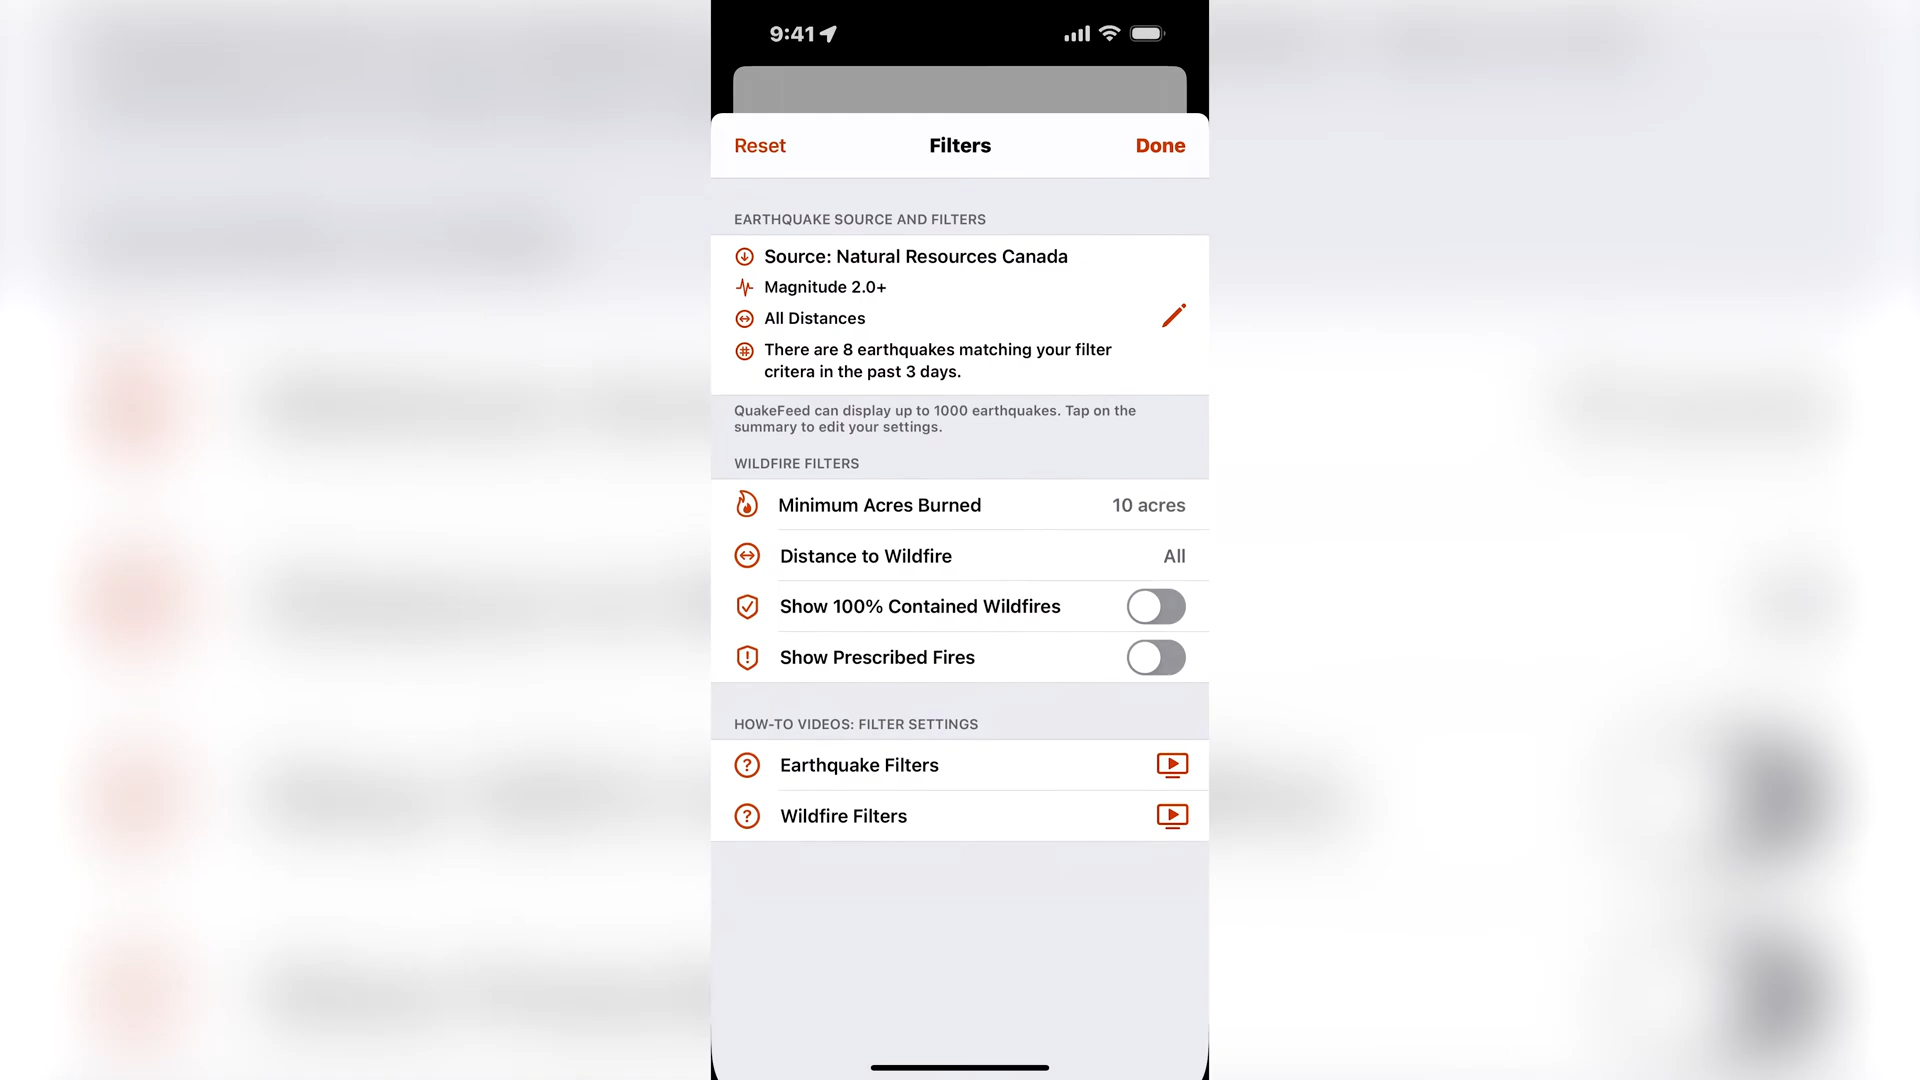 9:41
Reset
Filters
Done
EARTHQUAKE SOURCE AND FILTERS
Source: Natural Resources Canada
Magnitude 2.0+
All Distances
There are 8 earthquakes matching your filter
critera in the past 3 days.
QuakeFeed can display up to 1000 earthquakes. Tap on the
summary to edit your settings.
WILDFIRE FILTERS
Minimum Acres Burned
10 acres
Distance to Wildfire
All
Show 100% Contained Wildfires
Show Prescribed Fires
HOW-TO VIDEOS: FILTER SETTINGS
Earthquake Filters
Wildfire Filters